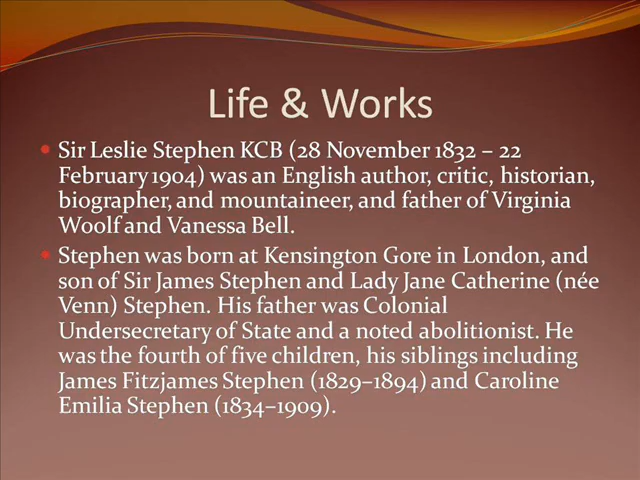 Life & Works
• Sir Leslie Stephen KCB (28 November 1832 – 22
February 1904) was an English author, critic, historian,
biographer, and mountaineer, and father of Virginia
Woolf and Vanessa Bell.
• Stephen was born at Kensington Gore in London, and
son of Sir James Stephen and Lady Jane Catherine (née
Venn) Stephen. His father was Colonial
Undersecretary of State and a noted abolitionist. He
was the fourth of five children, his siblings including
James Fitzjames Stephen (1829–1894) and Caroline
Emilia Stephen (1834–1909).